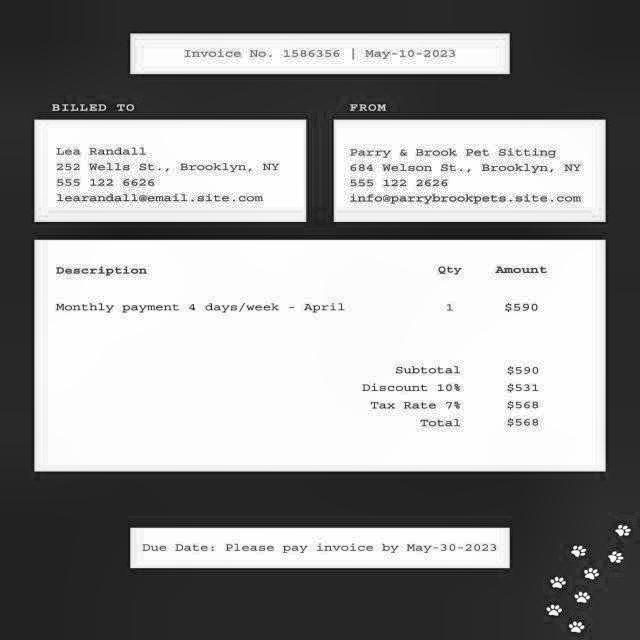 Invoice No. 1586356 | May-10-2023
BILLED TO
Lea Randall
252 Wells St., Brooklyn, NY
555 122 6626
learandall@email.site.com
FROM
Parry & Brook Pet Sitting
684 Welson St., Brooklyn, NY
555 122 2626
info@parrybrookpets.site.com
Description Qty Amount
Monthly payment 4 days/week - April 1 $590
Subtotal $590
Discount 10% $531
Tax Rate 7% $568
Total $568
Due Date: Please pay invoice by May-30-2023